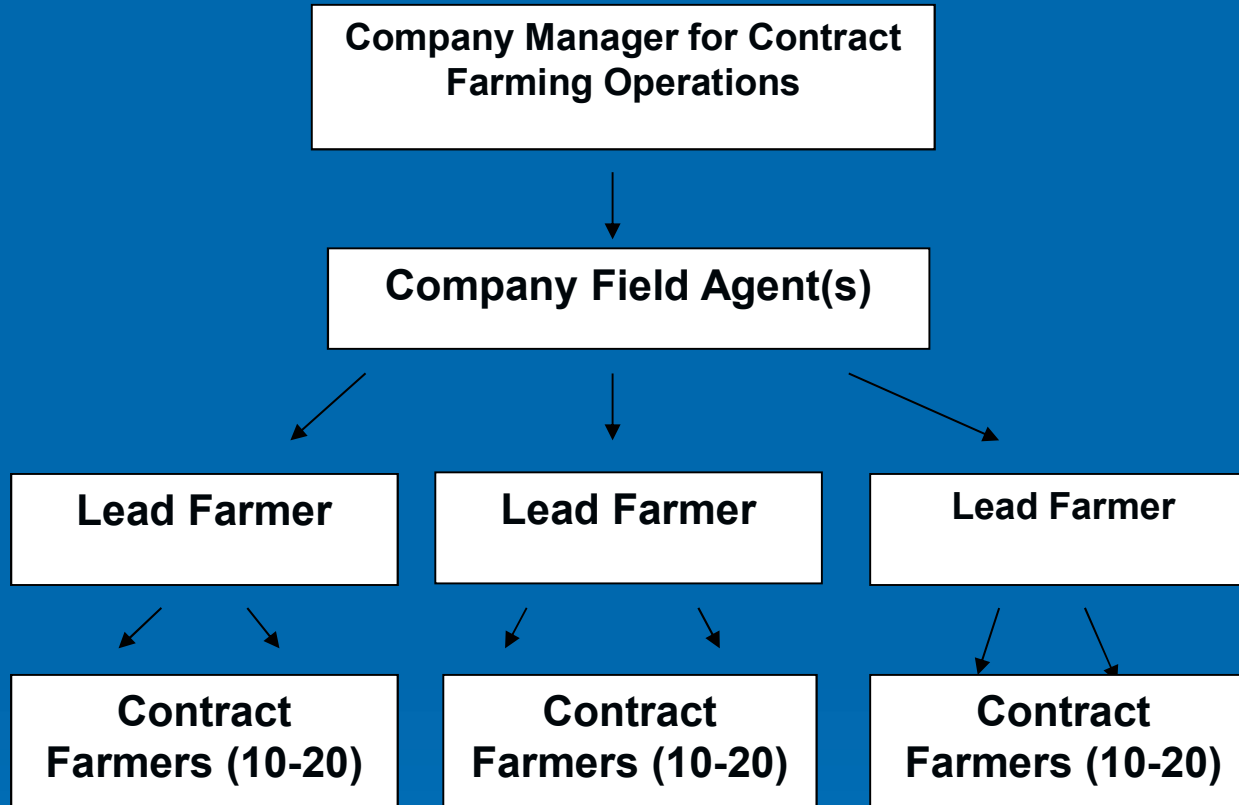 Company Manager for Contract
Farming Operations
Company Field Agent(s)
Lead Farmer
Lead Farmer
Lead Farmer
Contract
Farmers (10-20)
Contract
Farmers (10-20)
Contract
Farmers (10-20)